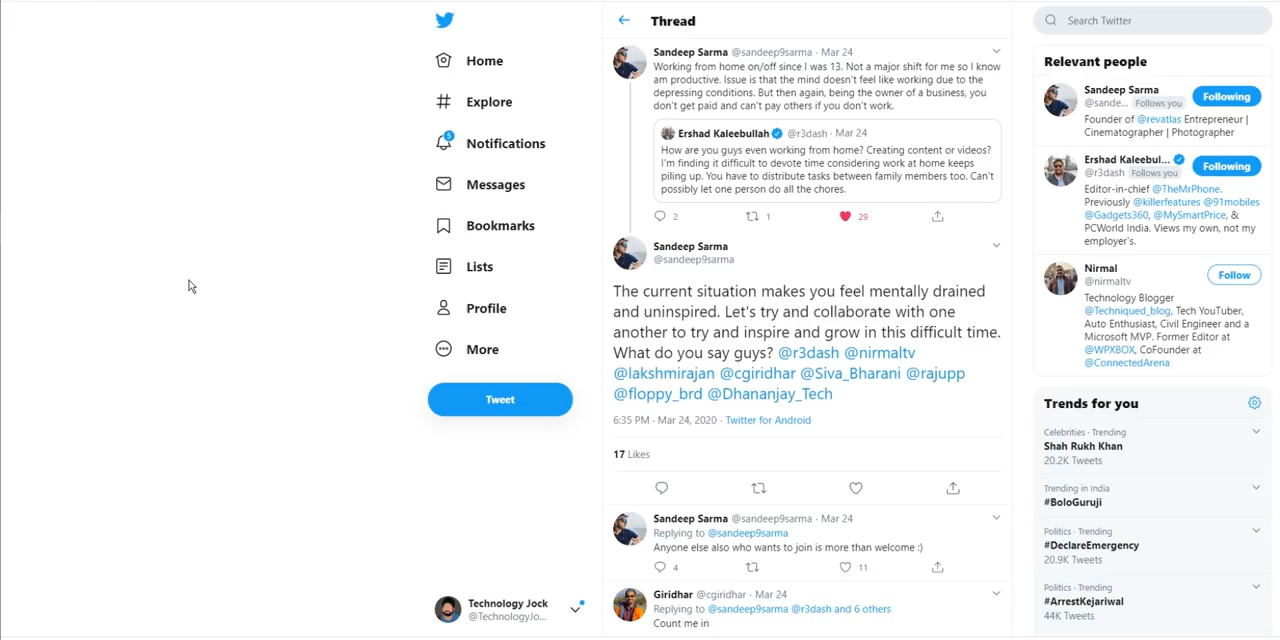 Home
Explore
5
Notifications
Messages
Bookmarks
Lists
Profile
More
Tweet
Technology Jock
@TechnologyJo...
Thread
Sandeep Sarma @sandeep9sarma · Mar 24
Working from home on/off since I was 13. Not a major shift for me so I know
am productive. Issue is that the mind doesn't feel like working due to the
depressing conditions. But then again, being the owner of a business, you
don't get paid and can't pay others if you don't work.
Ershad Kaleebullah @r3dash · Mar 24
How are you guys even working from home? Creating content or videos?
I'm finding it difficult to devote time considering work at home keeps
piling up. You have to distribute tasks between family members too. Can't
possibly let one person do all the chores.
2 1 29
Sandeep Sarma
@sandeep9sarma
The current situation makes you feel mentally drained
and uninspired. Let's try and collaborate with one
another to try and inspire and grow in this difficult time.
What do you say guys? @r3dash @nirmaltv
@lakshmirajan @cgiridhar @Siva_Bharani @rajupp
@floppy_brd @Dhananjay_Tech
6:35 PM · Mar 24, 2020 · Twitter for Android
17 Likes
Sandeep Sarma @sandeep9sarma · Mar 24
Replying to @sandeep9sarma
Anyone else also who wants to join is more than welcome :)
4 11
Giridhar @cgiridhar · Mar 24
Replying to @sandeep9sarma @r3dash and 6 others
Count me in
Search Twitter
Relevant people
Sandeep Sarma
@sande... Follows you
Following
Founder of @revatlas Entrepreneur |
Cinematographer | Photographer
Ershad Kaleebul...
@r3dash Follows you
Following
Editor-in-chief @TheMrPhone.
Previously @killerfeatures @91mobiles
@Gadgets360, @MySmartPrice, &
PCWorld India. Views my own, not my
employer's.
Nirmal
@nirmaltv
Follow
Technology Blogger
@Techniqued_blog, Tech YouTuber,
Auto Enthusiast, Civil Engineer and a
Microsoft MVP. Former Editor at
@WPXBOX, CoFounder at
@ConnectedArena
Trends for you
Celebrities · Trending
Shah Rukh Khan
20.2K Tweets
Trending in India
#BoloGuruji
Politics · Trending
#DeclareEmergency
20.9K Tweets
Politics · Trending
#ArrestKejariwal
44K Tweets